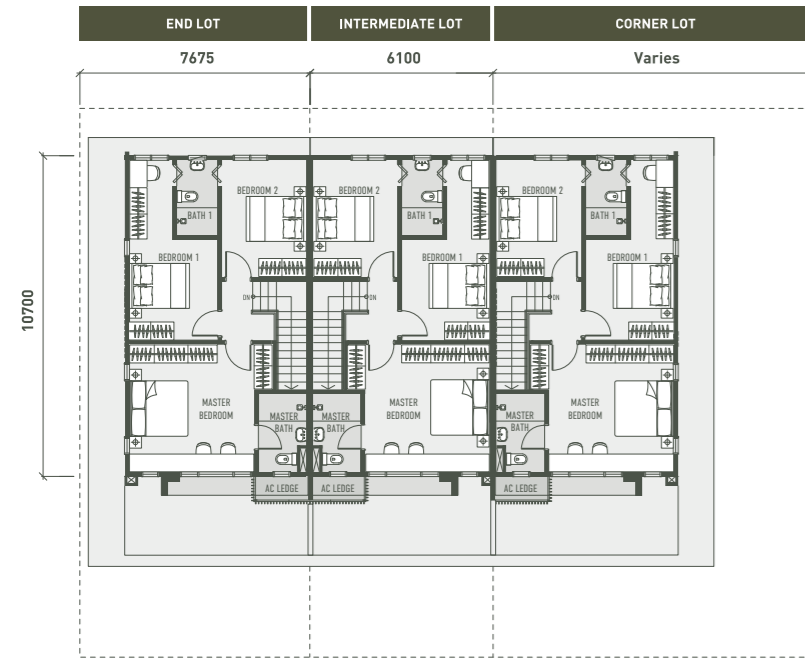 END LOT
INTERMEDIATE LOT
CORNER LOT
7675
6100
Varies
10700
BEDROOM 2
BEDROOM 2
BEDROOM 2
BATH 1
BATH 1
BATH 1
BEDROOM 1
BEDROOM 1
BEDROOM 1
DN
DN
DN
MASTER
BEDROOM
MASTER
BATH
MASTER
BATH
MASTER
BEDROOM
MASTER
BATH
MASTER
BEDROOM
AC LEDGE
AC LEDGE
AC LEDGE